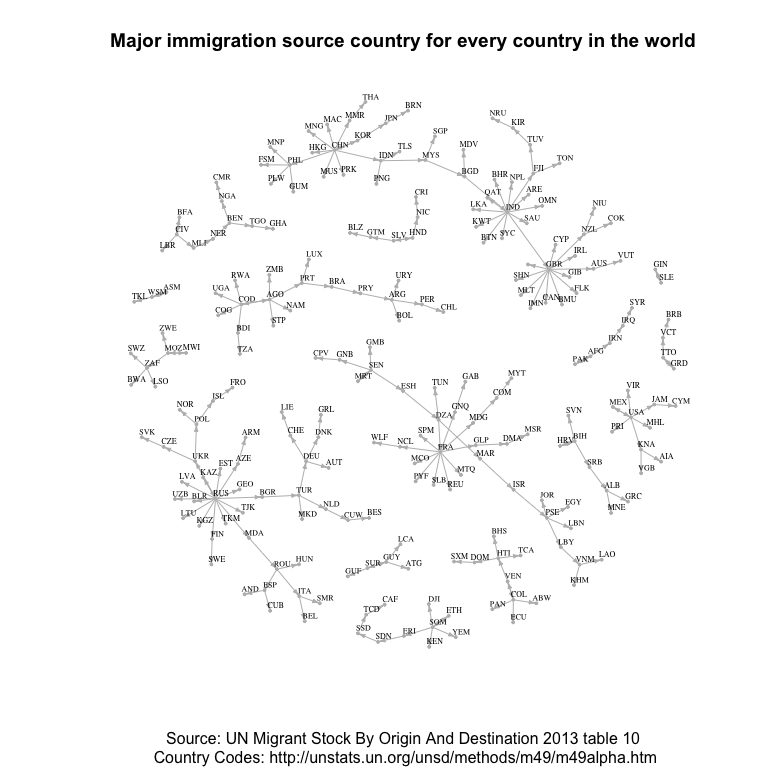 Major immigration source country for every country in the world
THA
MAC MMR BRN
MNG JPN
KOR
MNP HKG CHN
FSM PHL
PLW MUS PRK
GUM
NRU
KIR
TUV
SGP
TLS MDV
IDN MYS
PNG BGD
FJI TON
BHR NPL
QAT ARE
LKA IND OMN
KWT SAU
BTN SYC
NIU
COK
NZL
CMR
NGA
BFA BEN TGO GHA
CIV NER
LBR MLI
CRI
NIC
BLZ GTM SLV HND
CYP IRL
GBR AUS VUT
SHN GIB
MLT FLK
IMN CAN BMU
GIN
SLE
LUX
RWA ZMB PRT BRA PRY
UGA COD AGO
COG NAM
STP
BDI
TZA
URY
ARG PER CHL
BOL
TKL WSM ASM
SYR
IRQ
IRN
PAK AFG
BRB
VCT
TTO
GRD
ZWE
SWZ MOZ MWI
ZAF
BWA LSO
GMB
CPV GNB SEN
MRT ESH
TUN GAB MYT
COM
GNQ
DZA MDG
SPM
WLF NCL FRA GLP DMA MSR
MCO MAR
MTQ
PYF SLB REU
VIR
MEX USA JAM CYM
PRI MHL
KNA
AIA
VGB
FRO
ISL
NOR
POL
SVK CZE
UKR
ARM
AZE
KAZ EST
LVA GEO
UZB BLR RUS BGR
LTU TJK
KGZ TKM
FIN MDA
SWE
LIE GRL
CHE DNK
DEU AUT
TUR
MKD NLD
CUW BES
SVN
HRV BIH
SRB
ALB GRC
MNE
ISR
JOR EGY
PSE LBN
LBY
VNM LAO
KHM
ROU HUN
AND ESP
CUB
ITA SMR
BEL
LCA
GUY
GUF SUR ATG
BHS
SXM DOM HTI TCA
VEN
COL
PAN ABW
ECU
CAF
TCD
SSD
SDN ERI
DJI
ETH
SOM
YEM
KEN
Source: UN Migrant Stock By Origin And Destination 2013 table 10
Country Codes: http://unstats.un.org/unsd/methods/m49/m49alpha.htm